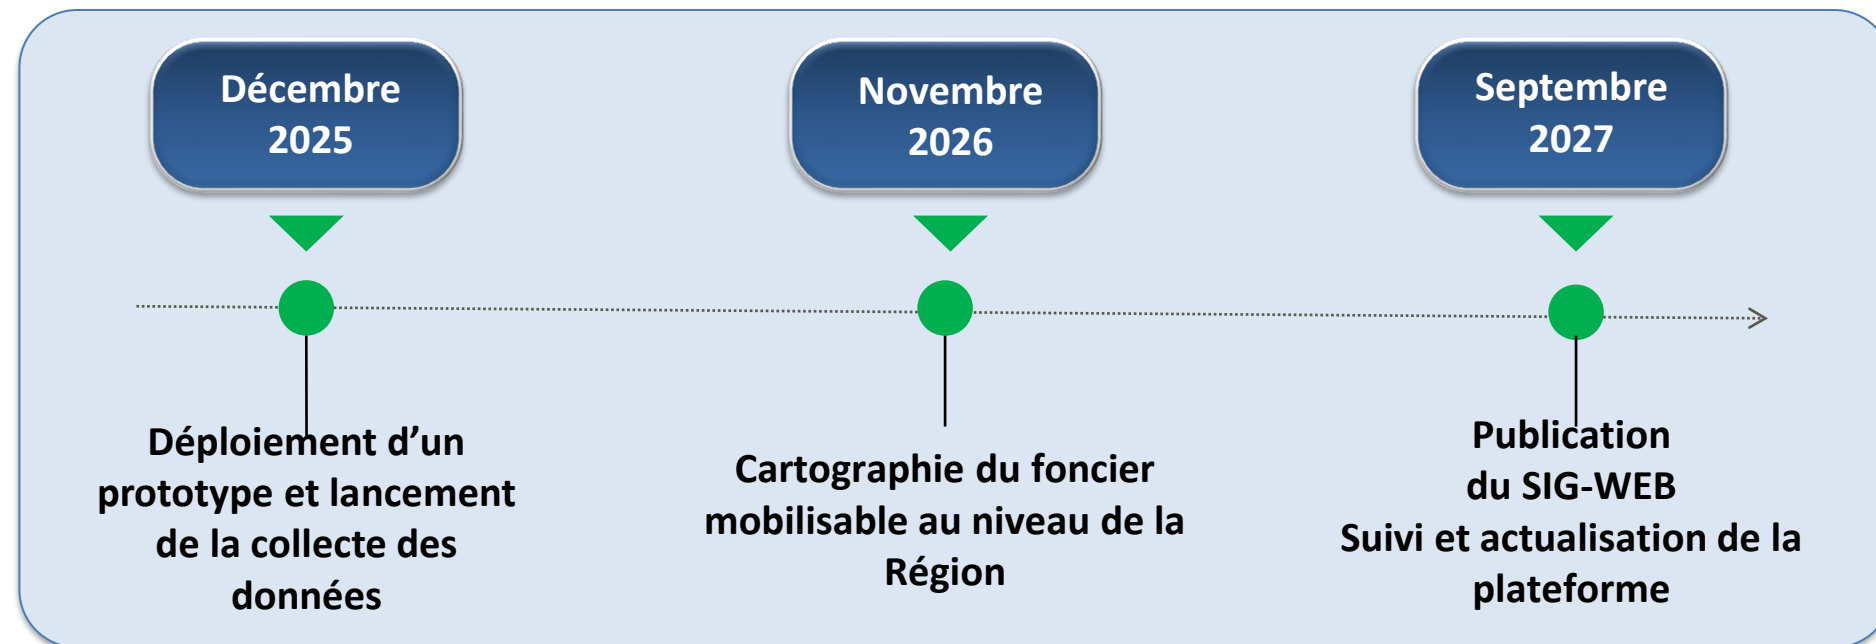 Décembre
2025
Novembre
2026
Septembre
2027
Déploiement d’un
prototype et lancement
de la collecte des
données
Cartographie du foncier
mobilisable au niveau de la
Région
Publication
du SIG-WEB
Suivi et actualisation de la
plateforme